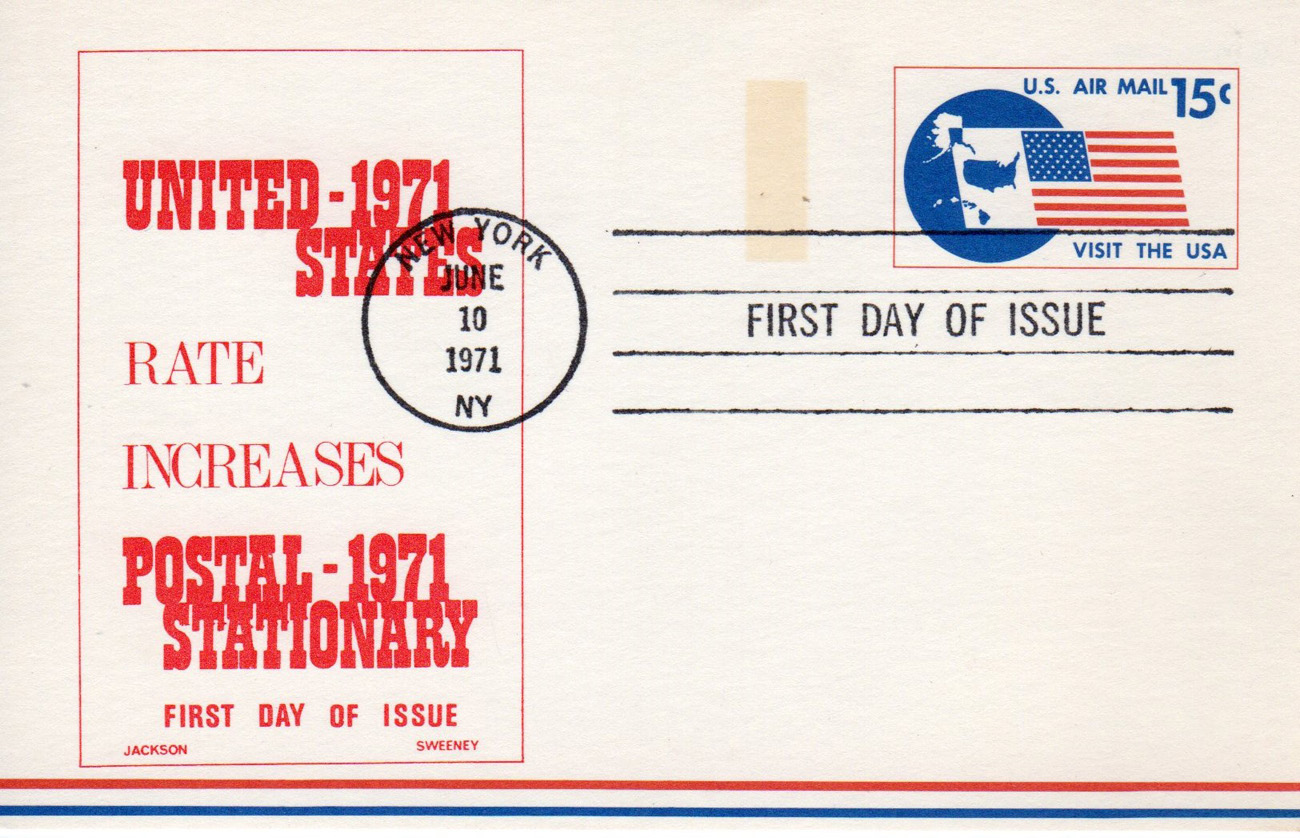 UNITED - 1971
STATES
RATE
INCREASES
POSTAL - 1971
STATIONARY
FIRST DAY OF ISSUE
JACKSON SWEENEY
NEW YORK
JUNE
10
1971
NY
U.S. AIR MAIL 15¢
VISIT THE USA
FIRST DAY OF ISSUE